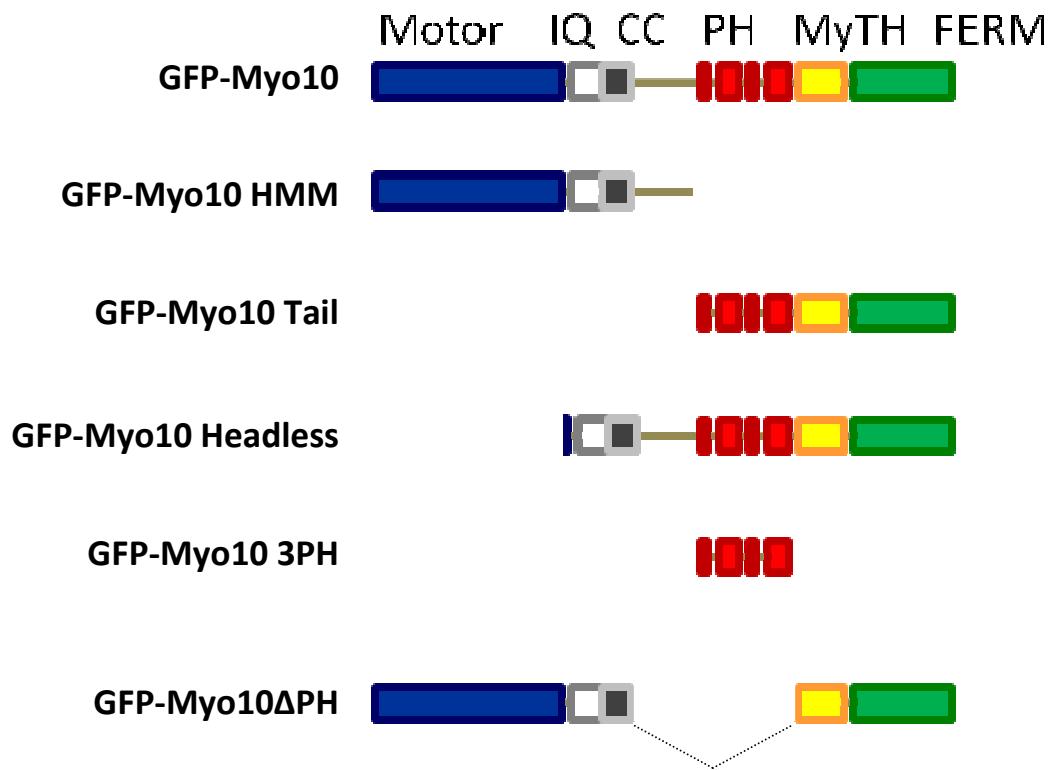 Motor IQ CC PH MyTH FERM
GFP-Myo10
GFP-Myo10 HMM
GFP-Myo10 Tail
GFP-Myo10 Headless
GFP-Myo10 3PH
GFP-Myo10ΔPH